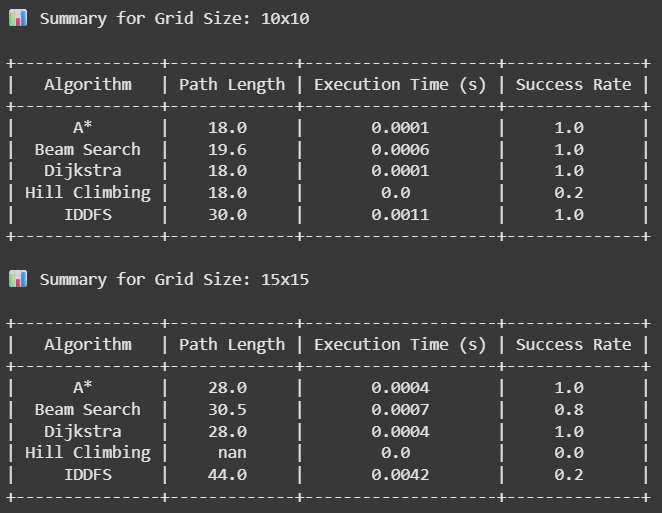 📊 Summary for Grid Size: 10x10
+---------------+-------------+--------------------+--------------+
|   Algorithm   | Path Length | Execution Time (s) | Success Rate |
+---------------+-------------+--------------------+--------------+
|      A*       |    18.0     |       0.0001       |     1.0      |
|  Beam Search  |    19.6     |       0.0006       |     1.0      |
|   Dijkstra    |    18.0     |       0.0001       |     1.0      |
| Hill Climbing |    18.0     |        0.0         |     0.2      |
|     IDDFS     |    30.0     |       0.0011       |     1.0      |
+---------------+-------------+--------------------+--------------+
📊 Summary for Grid Size: 15x15
+---------------+-------------+--------------------+--------------+
|   Algorithm   | Path Length | Execution Time (s) | Success Rate |
+---------------+-------------+--------------------+--------------+
|      A*       |    28.0     |       0.0004       |     1.0      |
|  Beam Search  |    30.5     |       0.0007       |     0.8      |
|   Dijkstra    |    28.0     |       0.0004       |     1.0      |
| Hill Climbing |     nan     |        0.0         |     0.0      |
|     IDDFS     |    44.0     |       0.0042       |     0.2      |
+---------------+-------------+--------------------+--------------+